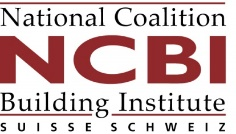 National Coalition
NCBI
Building Institute
SUISSE SCHWEIZ